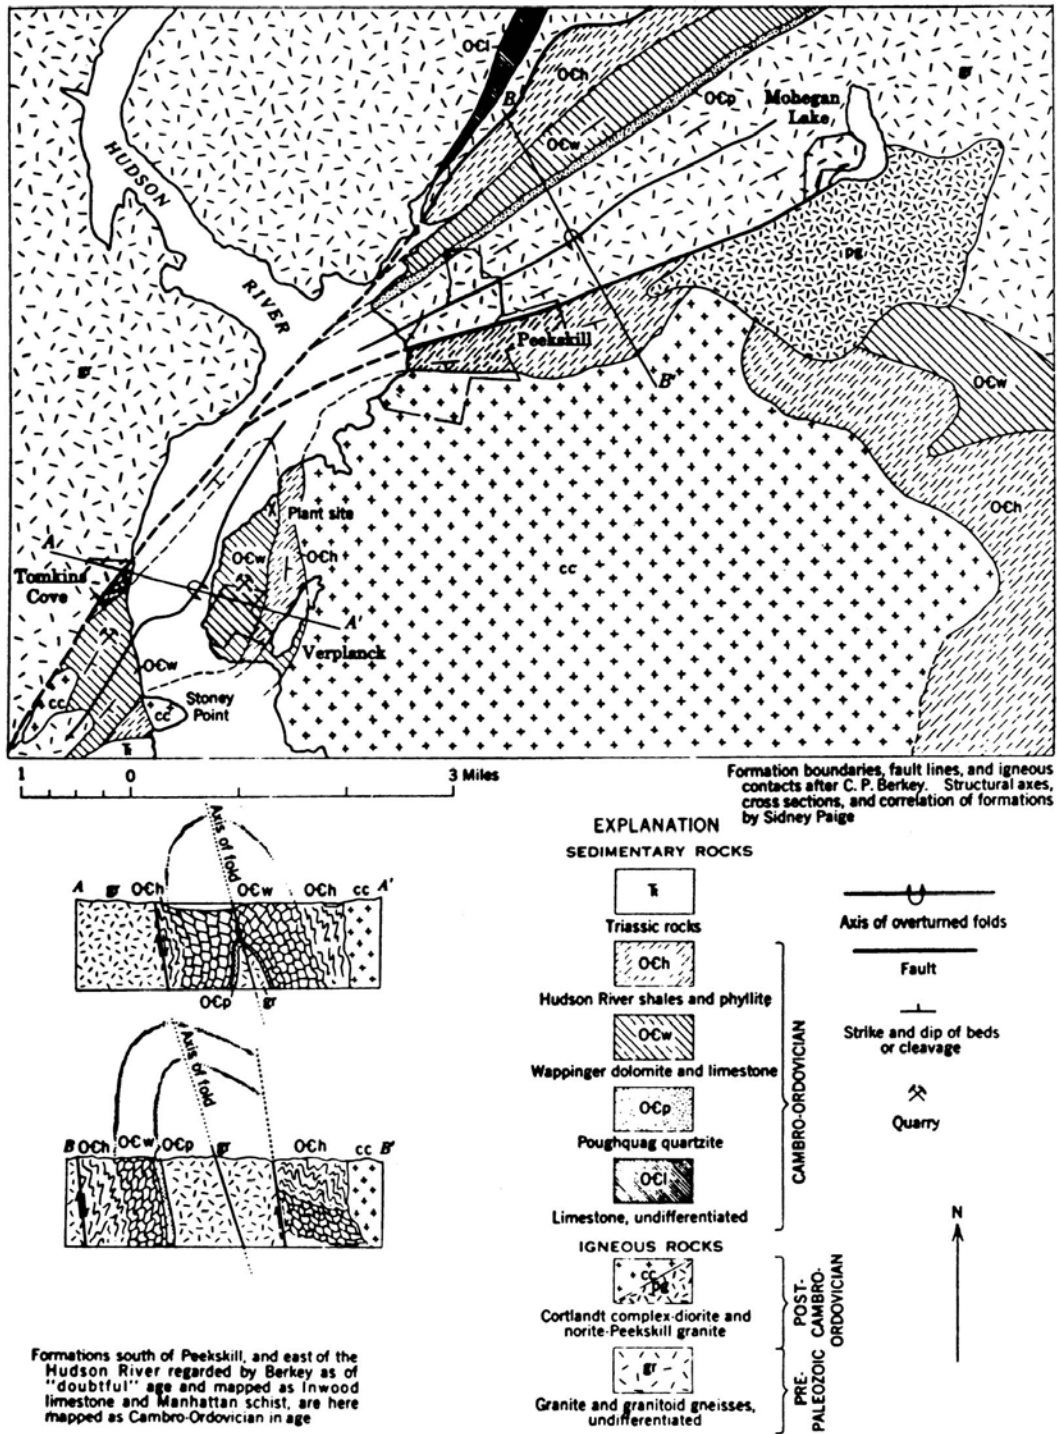 O-Є-l
gr
O-Є-h
B
O-Є-p
Mohegan
Lake
O-Є-w
HUDSON
RIVER
pg
gr
Peekskill
B'
O-Є-w
Plant site
O-Є-w
O-Є-h
O-Є-h
A
Tomkins
Cove
cc
A'
Verplanck
O-Є-w
Stoney
Point
cc
cc
Ꞧ
1 0 3 Miles
Formation boundaries, fault lines, and igneous
contacts after C. P. Berkey. Structural axes,
cross sections, and correlation of formations
by Sidney Paige
Axis of fold
A gr O-Є-h O-Є-w O-Є-h cc A'
O-Є-p gr
Axis of fold
B O-Є-h O-Є-w O-Є-p gr O-Є-h cc B'
Formations south of Peekskill, and east of the
Hudson River regarded by Berkey as of
"doubtful" age and mapped as Inwood
limestone and Manhattan schist, are here
mapped as Cambro-Ordovician in age
EXPLANATION
SEDIMENTARY ROCKS
Ꞧ
Triassic rocks
O-Є-h
Hudson River shales and phyllite
O-Є-w
Wappinger dolomite and limestone
O-Є-p
Poughquag quartzite
O-Є-l
Limestone, undifferentiated
CAMBRO-ORDOVICIAN
IGNEOUS ROCKS
cc
pg
Cortlandt complex-diorite and
norite-Peekskill granite
POST-
CAMBRO-
ORDOVICIAN
gr
Granite and granitoid gneisses,
undifferentiated
PRE-
PALEOZOIC
Axis of overturned folds
Fault
Strike and dip of beds
or cleavage
Quarry
N